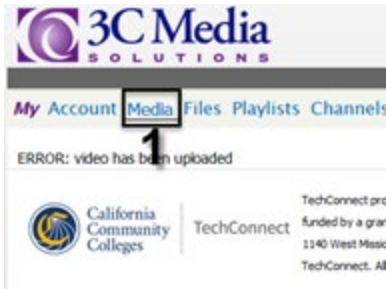 3C Media
SOLUTIONS
My Account Media Files Playlists Channels
1
ERROR: video has been uploaded
California
Community
Colleges
TechConnect
TechConnect pro
funded by a gran
1140 West Missio
TechConnect. All